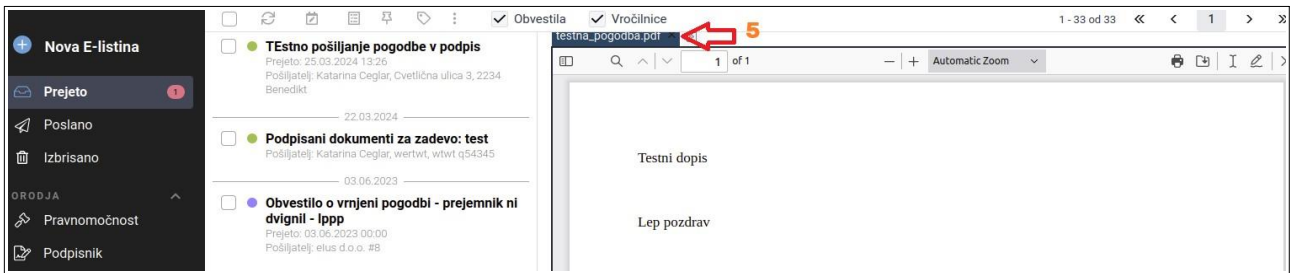 Obvestila Vročilnice 1 - 33 od 33 1
5
Nova E-listina
Prejeto 1
Poslano
Izbrisano
ORODJA
Pravnomočnost
Podpisnik
TEstno pošiljanje pogodbe v podpis
Prejeto: 25.03.2024 13:26
Pošiljatelj: Katarina Ceglar, Cvetlična ulica 3, 2234
Benedikt
22.03.2024
Podpisani dokumenti za zadevo: test
Pošiljatelj: Katarina Ceglar, wertwt, wtwt q54345
03.06.2023
Obvestilo o vrnjeni pogodbi - prejemnik ni
dvignil - lppp
Prejeto: 03.06.2023 00:00
Pošiljatelj: elus d.o.o. #8
testna_pogodba.pdf
1 of 1 Automatic Zoom
Testni dopis
Lep pozdrav